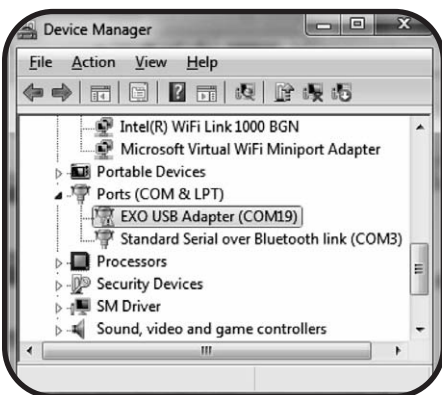 Device Manager
File Action View Help
Intel(R) WiFi Link 1000 BGN
Microsoft Virtual WiFi Miniport Adapter
Portable Devices
Ports (COM & LPT)
EXO USB Adapter (COM19)
Standard Serial over Bluetooth link (COM3)
Processors
Security Devices
SM Driver
Sound, video and game controllers